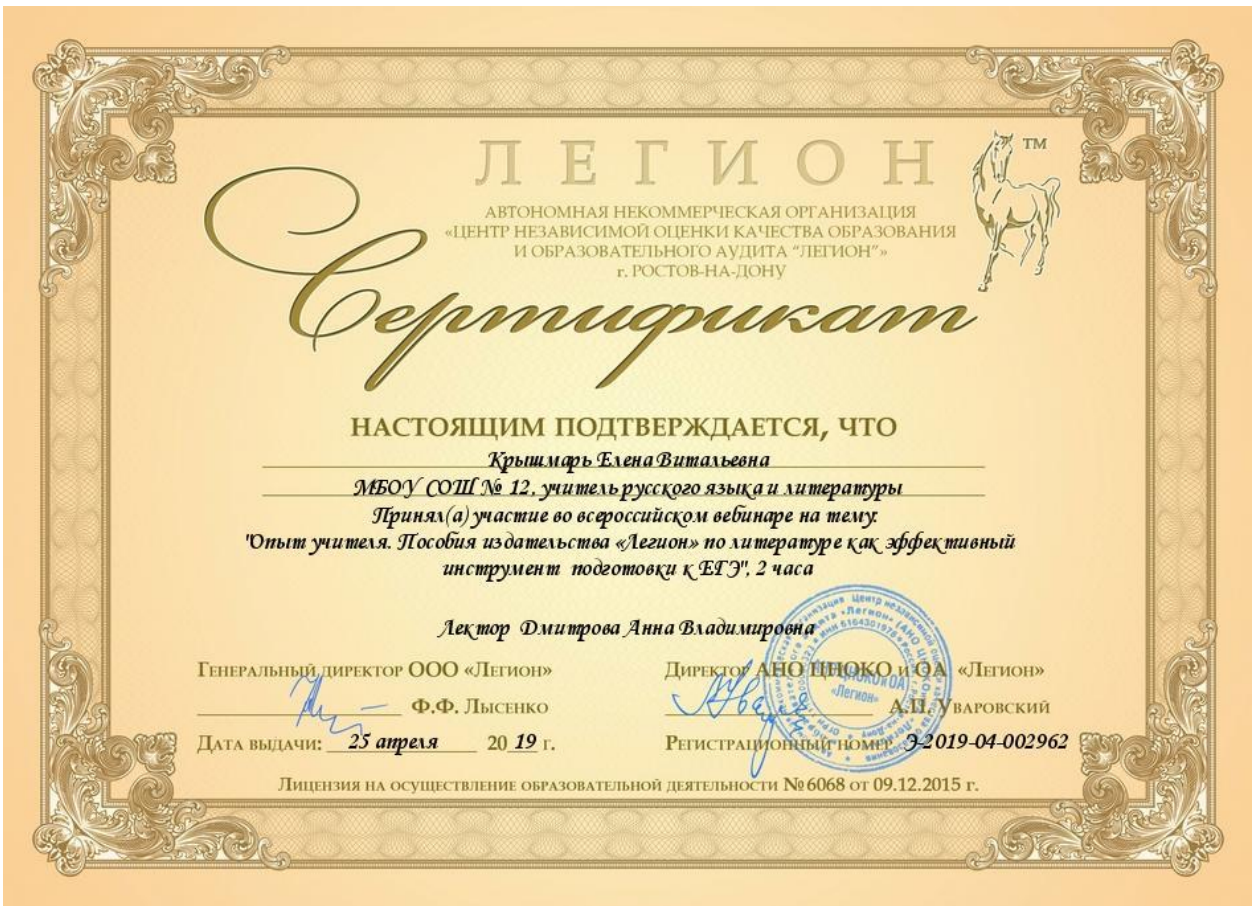 ЛЕГИОН
TM
АВТОНОМНАЯ НЕКОММЕРЧЕСКАЯ ОРГАНИЗАЦИЯ
«ЦЕНТР НЕЗАВИСИМОЙ ОЦЕНКИ КАЧЕСТВА ОБРАЗОВАНИЯ
И ОБРАЗОВАТЕЛЬНОГО АУДИТА "ЛЕГИОН"»
г. РОСТОВ-НА-ДОНУ
Сертификат
НАСТОЯЩИМ ПОДТВЕРЖДАЕТСЯ, ЧТО
Крышмарь Елена Витальевна
МБОУ СОШ № 12, учитель русского языка и литературы
Принял(а) участие во всероссийском вебинаре на тему:
"Опыт учителя. Пособия издательства «Легион» по литературе как эффективный
инструмент подготовки к ЕГЭ", 2 часа
Лектор Дмитрова Анна Владимировна
Генеральный директор ООО «Легион»
Ф.Ф. Лысенко
Дата выдачи: 25 апреля 20 19 г.
Директор АНО ЦНОКО и ОА «Легион»
А.П. Уваровский
Регистрационный номер Э-2019-04-002962
Лицензия на осуществление образовательной деятельности № 6068 от 09.12.2015 г.
«Легион»